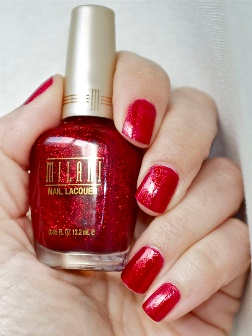 MILANI
NAIL LACQUER
0.45 FL OZ 13.2 mL ℮